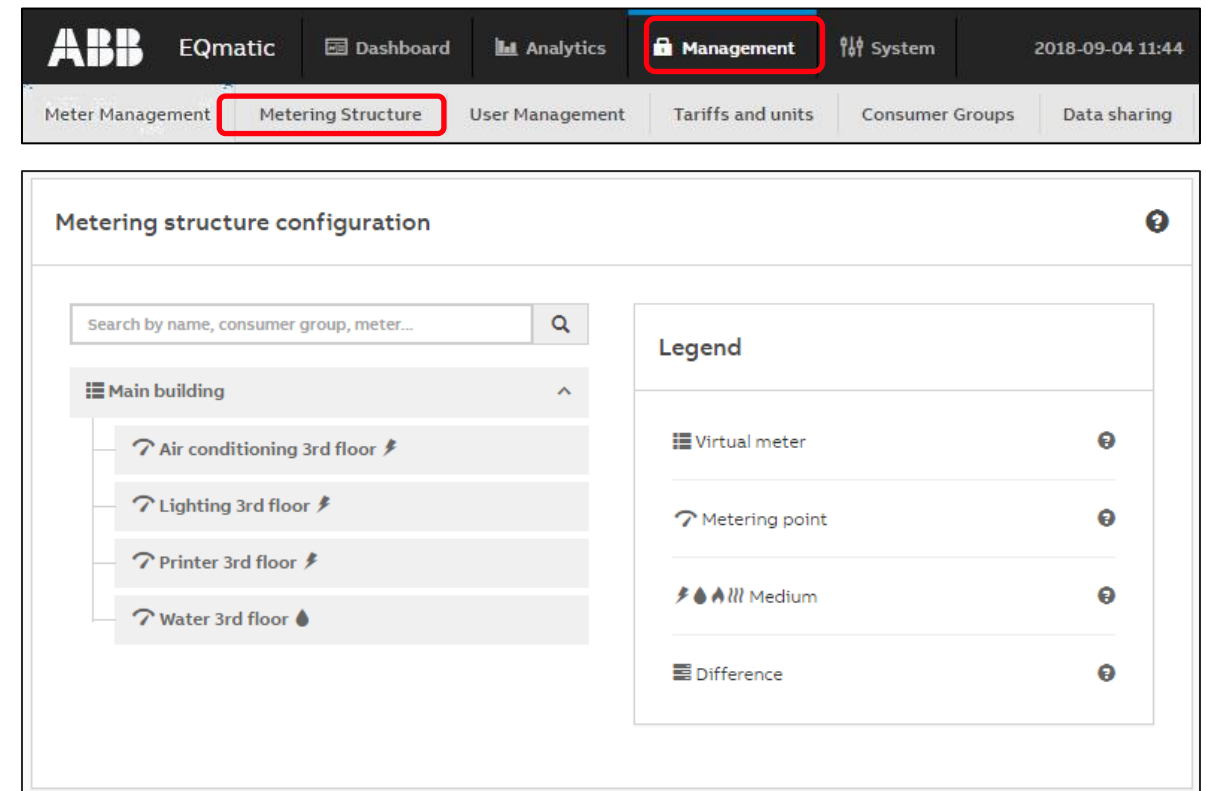 ABB EQmatic Dashboard Analytics Management System 2018-09-04 11:44
Meter Management Metering Structure User Management Tariffs and units Consumer Groups Data sharing
Metering structure configuration
Search by name, consumer group, meter...
Main building
Air conditioning 3rd floor
Lighting 3rd floor
Printer 3rd floor
Water 3rd floor
Legend
Virtual meter
Metering point
Medium
Difference